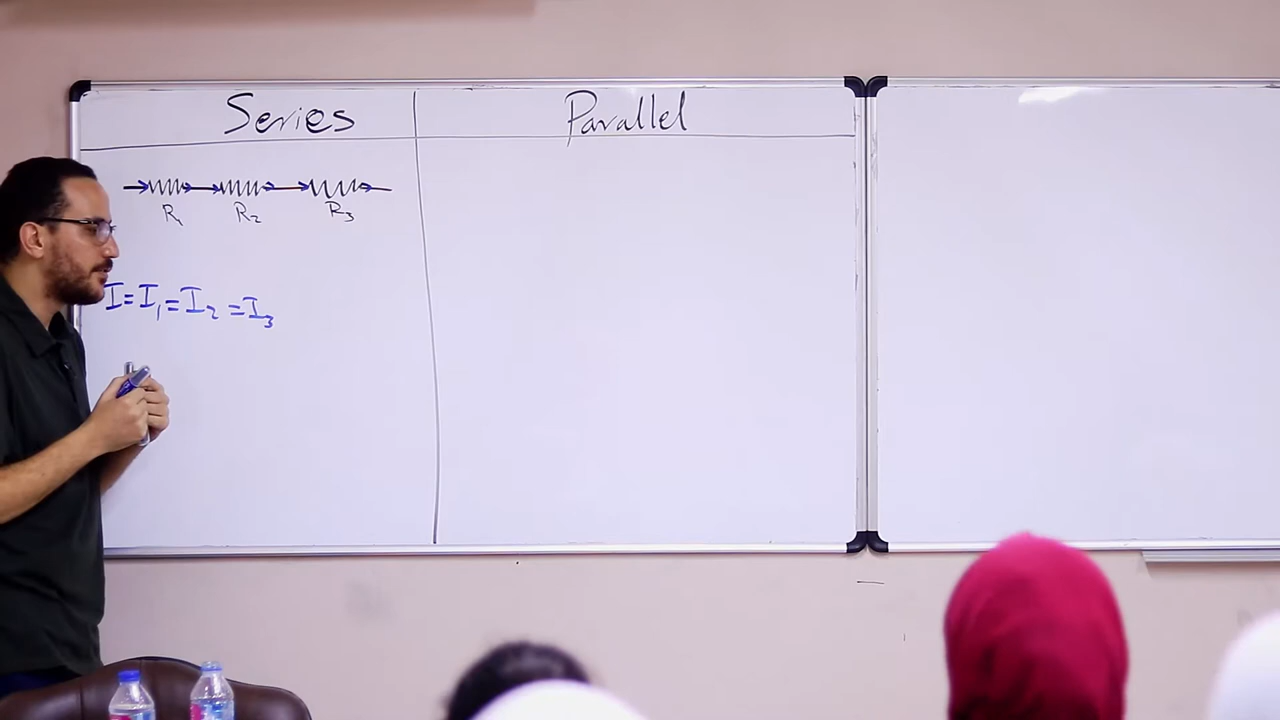 Series Parallel
R₁ R₂ R₃
I=I₁=I₂=I₃